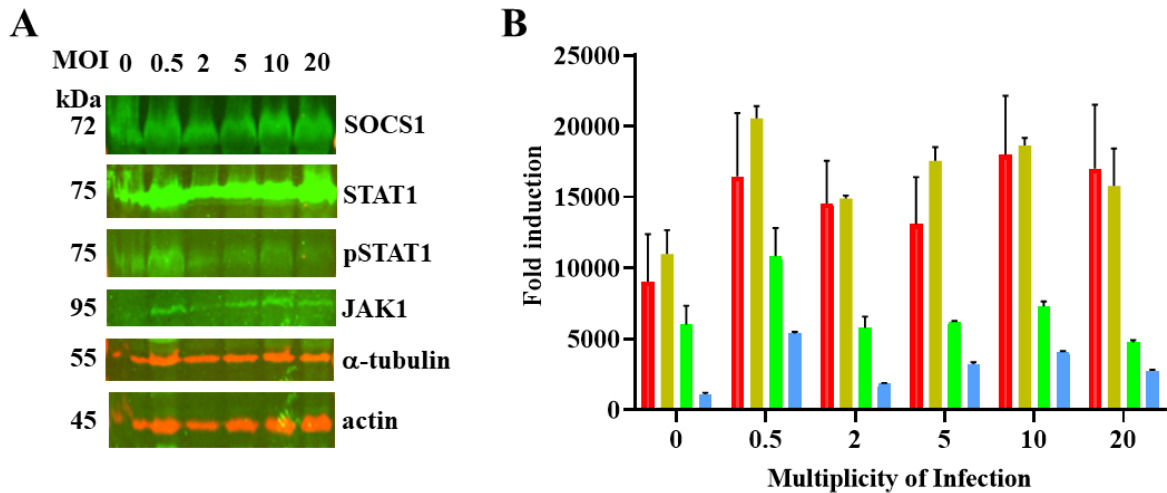 A
MOI 0 0.5 2 5 10 20
kDa
72 SOCS1
75 STAT1
75 pSTAT1
95 JAK1
55 α-tubulin
45 actin
B
Fold induction
25000
20000
15000
10000
5000
0
0 0.5 2 5 10 20
Multiplicity of Infection